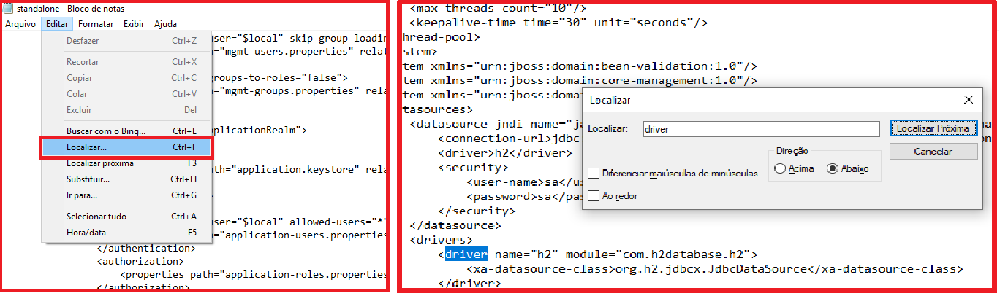 standalone - Bloco de notas
Arquivo Editar Formatar Exibir Ajuda
Desfazer Ctrl+Z
Recortar Ctrl+X
Copiar Ctrl+C
Colar Ctrl+V
Excluir Del
Buscar com o Bing... Ctrl+E
Localizar... Ctrl+F
Localizar próxima F3
Substituir... Ctrl+H
Ir para... Ctrl+G
Selecionar tudo Ctrl+A
Hora/data F5
ser="$local" skip-group-loadin
="mgmt-users.properties" relat
groups-to-roles="false">
="mgmt-groups.properties" rela
pplicationRealm">
ath="application.keystore" rela
ser="$local" allowed-users="*"
="application-users.properties
</authentication>
<authorization>
<properties path="application-roles.properties
</authorization>
<max-threads count="10"/>
<keepalive-time time="30" unit="seconds"/>
hread-pool>
stem>
tem xmlns="urn:jboss:domain:bean-validation:1.0"/>
tem xmlns="urn:jboss:domain:core-management:1.0"/>
tem xmlns="urn:jboss:domai
tasources>
<datasource jndi-name="ja
<connection-url>jdbc
<driver>h2</driver>
<security>
<user-name>sa</us
<password>sa</pas
</security>
</datasource>
<drivers>
<driver name="h2" module="com.h2database.h2">
<xa-datasource-class>org.h2.jdbcx.JdbcDataSource</xa-datasource-class>
</driver>
Localizar
Localizar: driver Localizar Próxima
Cancelar
Direção
Acima Abaixo
Diferenciar maiúsculas de minúsculas
Ao redor